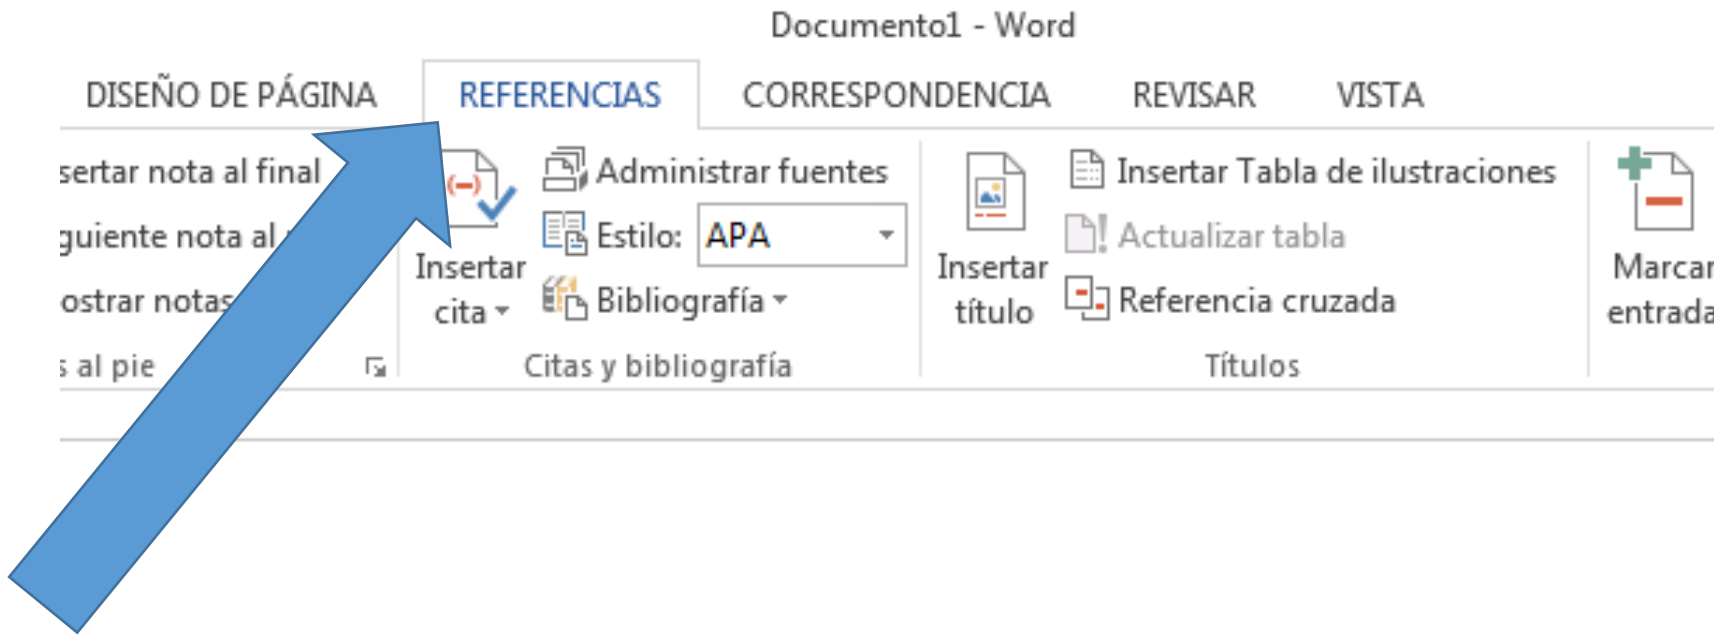 Documento1 - Word
DISEÑO DE PÁGINA REFERENCIAS CORRESPONDENCIA REVISAR VISTA
sertar nota al final
guiente nota al
ostrar notas
s al pie
Insertar
cita
Administrar fuentes
Estilo: APA
Bibliografía
Citas y bibliografía
Insertar
título
Insertar Tabla de ilustraciones
Actualizar tabla
Referencia cruzada
Títulos
Marcar
entrada